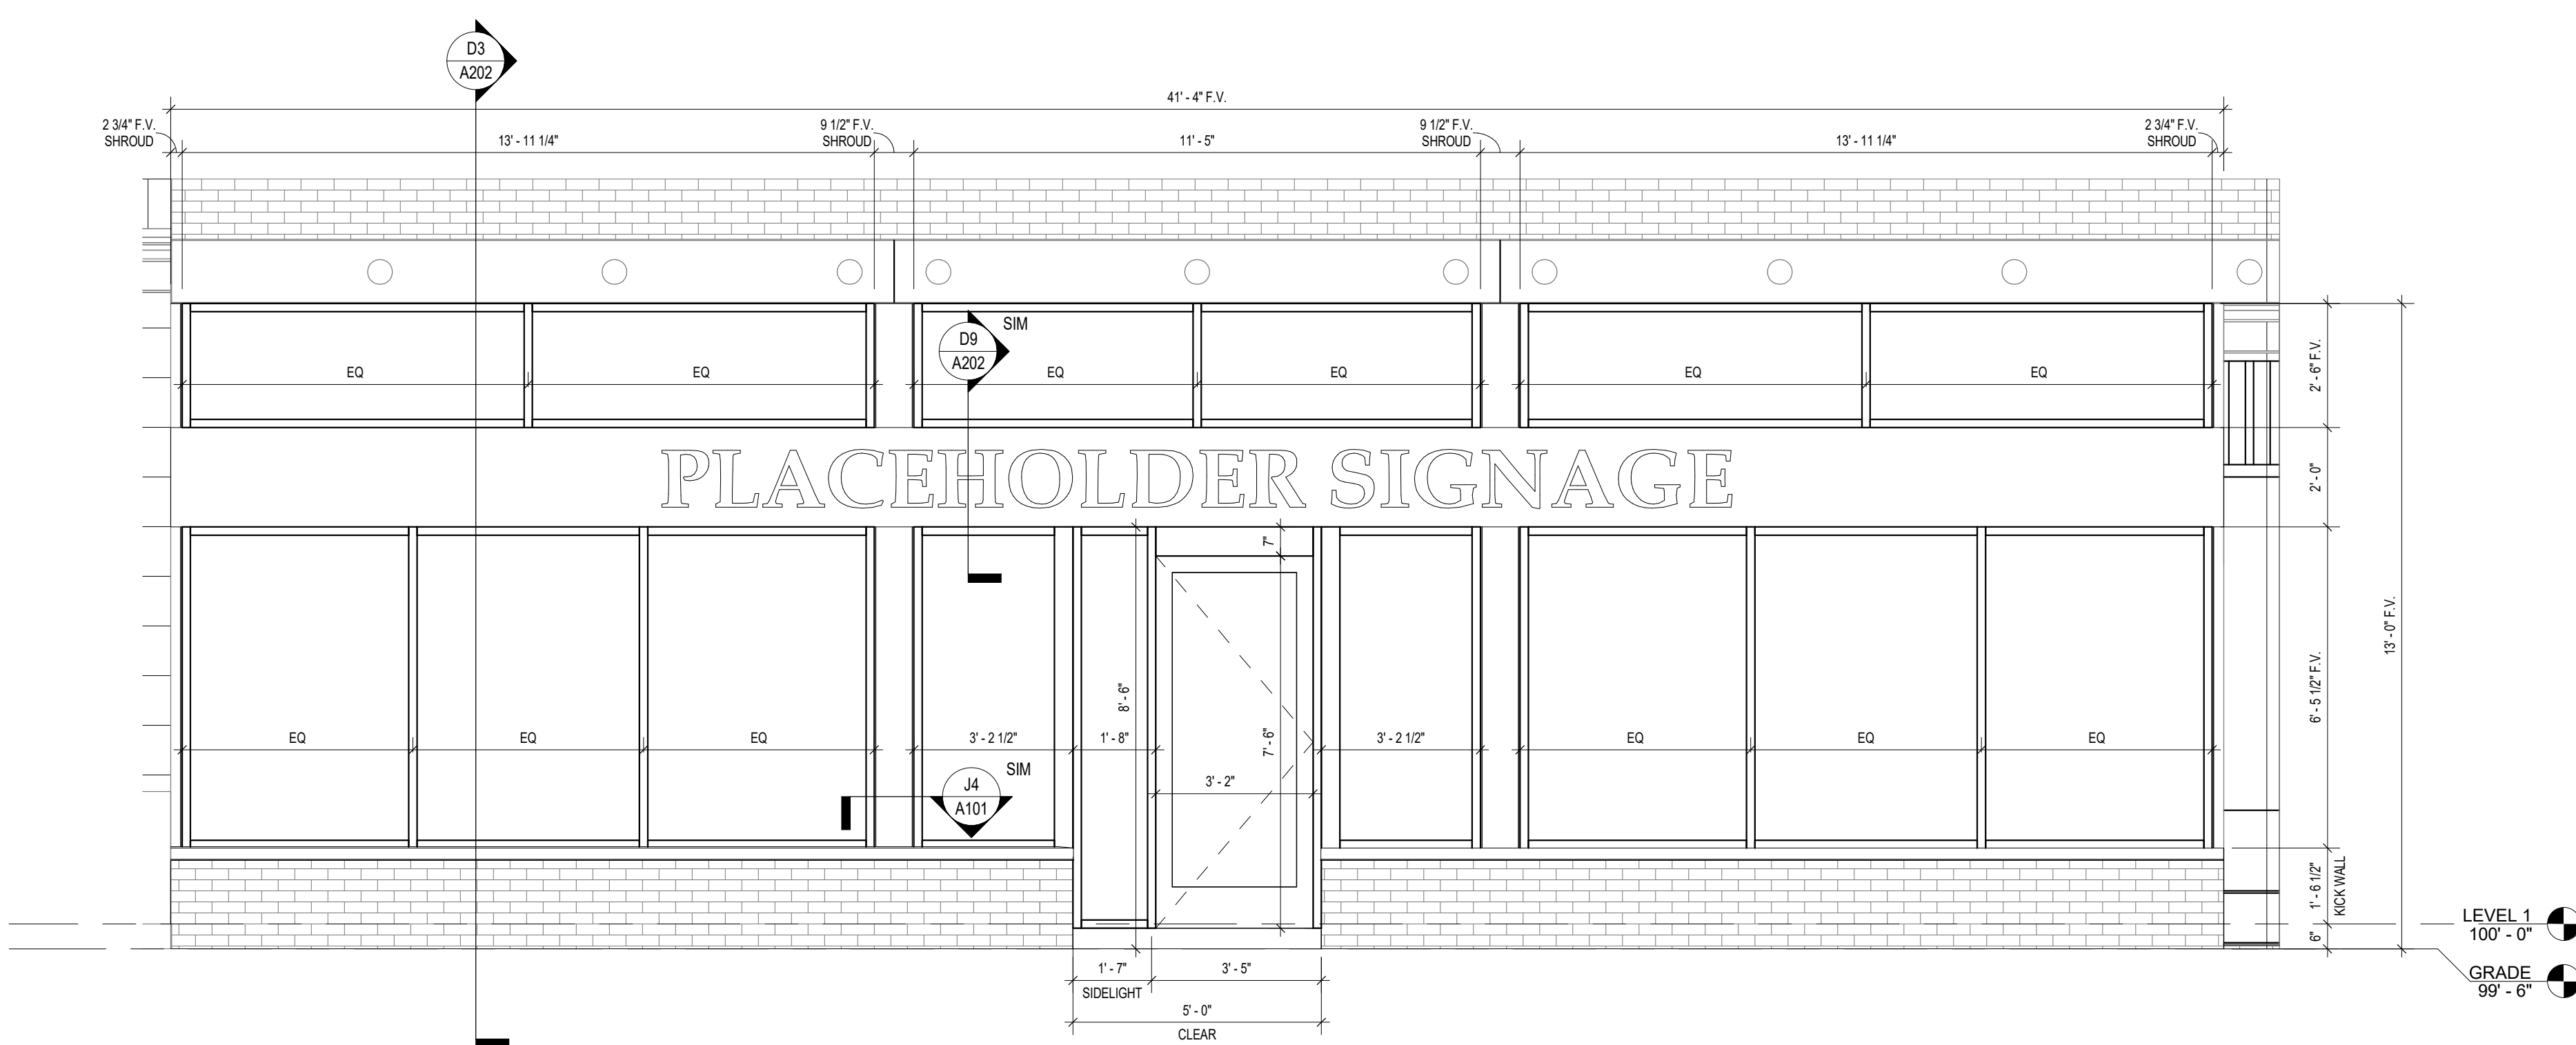 D3
A202
41' - 4" F.V.
2 3/4" F.V.
SHROUD
13' - 11 1/4"
9 1/2" F.V.
SHROUD
11' - 5"
9 1/2" F.V.
SHROUD
13' - 11 1/4"
2 3/4" F.V.
SHROUD
D9
A202
SIM
EQ
EQ
EQ
EQ
EQ
EQ
2' - 6" F.V.
PLACEHOLDER SIGNAGE
2' - 0"
7"
13' - 0" F.V.
8' - 6"
6' - 5 1/2" F.V.
EQ
EQ
EQ
3' - 2 1/2"
1' - 8"
7' - 6"
3' - 2 1/2"
EQ
EQ
EQ
J4
A101
SIM
3' - 2"
1' - 6 1/2"
KICK WALL
6"
LEVEL 1
100' - 0"
1' - 7"
SIDELIGHT
3' - 5"
GRADE
99' - 6"
5' - 0"
CLEAR